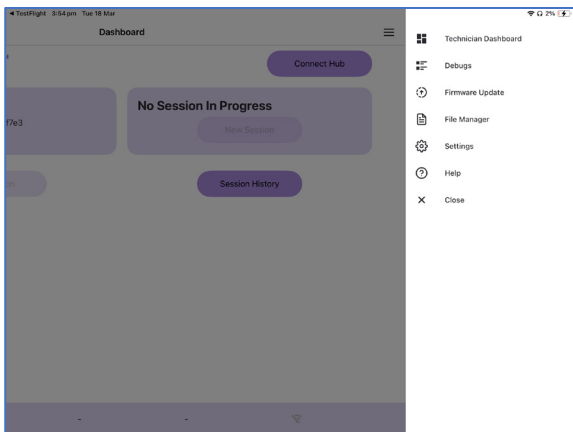 ◀ TestFlight 3:54 pm Tue 18 Mar
2%
Dashboard
Connect Hub
No Session In Progress
f7e3
New Session
on
Session History
-
-
Technician Dashboard
Debugs
Firmware Update
File Manager
Settings
Help
Close